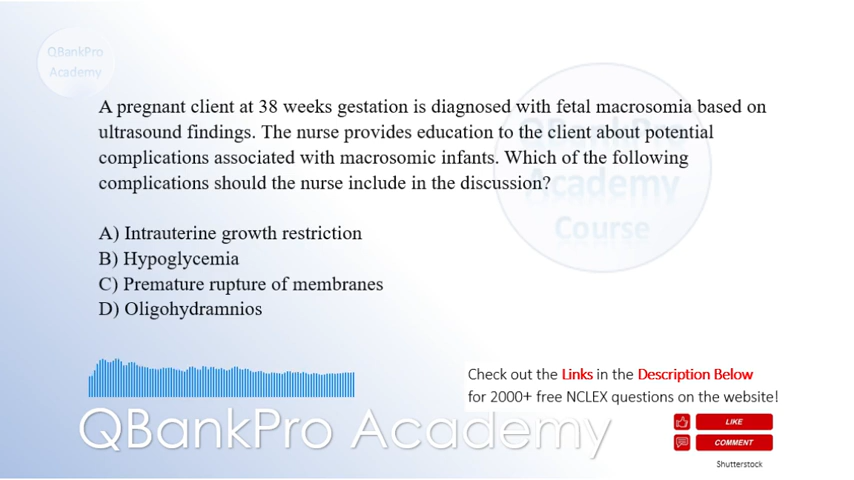 QBankPro
Academy
A pregnant client at 38 weeks gestation is diagnosed with fetal macrosomia based on
ultrasound findings. The nurse provides education to the client about potential
complications associated with macrosomic infants. Which of the following
complications should the nurse include in the discussion?
QBankPro
Academy
Course
A) Intrauterine growth restriction
B) Hypoglycemia
C) Premature rupture of membranes
D) Oligohydramnios
Check out the Links in the Description Below
for 2000+ free NCLEX questions on the website!
QBankPro Academy
LIKE
COMMENT
Shutterstock